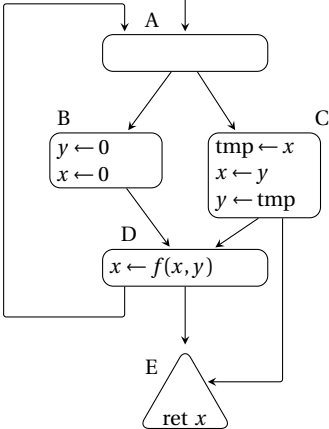 A
B
y ← 0
x ← 0
C
tmp ← x
x ← y
y ← tmp
D
x ← f(x, y)
E
ret x